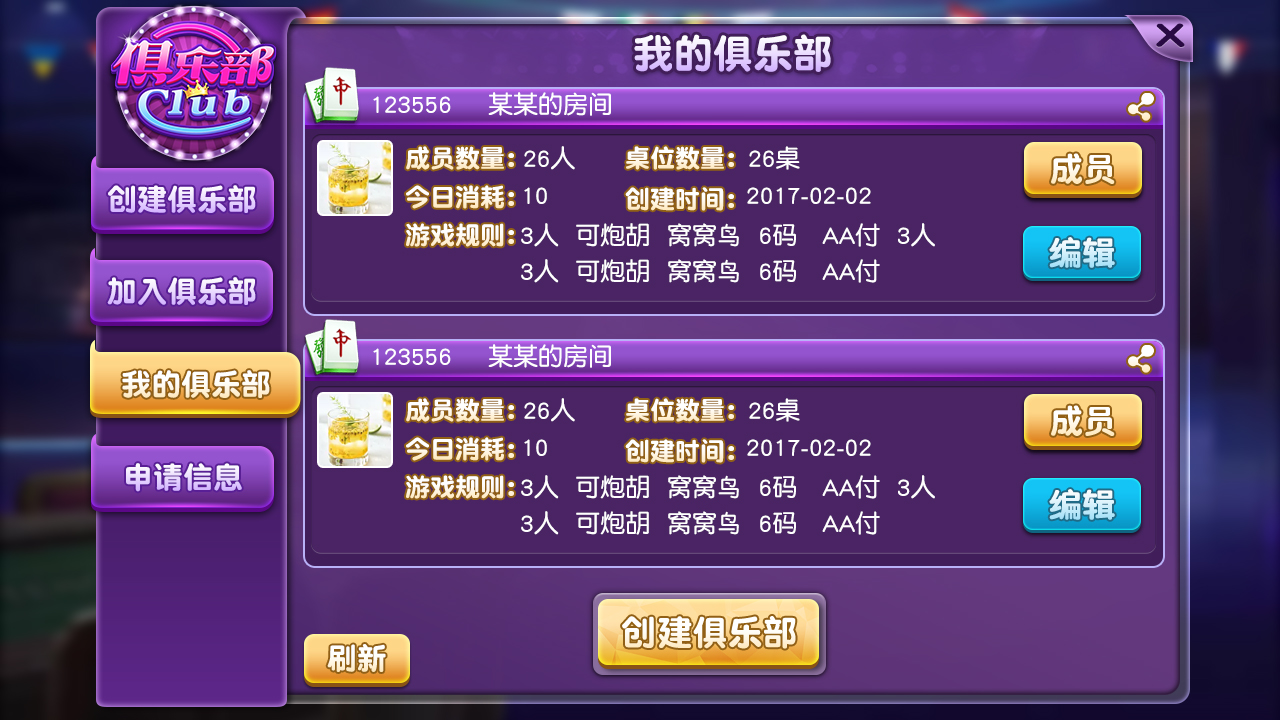 俱乐部
Club
创建俱乐部
加入俱乐部
我的俱乐部
申请信息
我的俱乐部
123556 某某的房间
發 中
成员数量: 26人 桌位数量: 26桌
今日消耗: 10 创建时间: 2017-02-02
游戏规则: 3人 可炮胡 窝窝鸟 6码 AA付 3人
3人 可炮胡 窝窝鸟 6码 AA付
成员
编辑
123556 某某的房间
發 中
成员数量: 26人 桌位数量: 26桌
今日消耗: 10 创建时间: 2017-02-02
游戏规则: 3人 可炮胡 窝窝鸟 6码 AA付 3人
3人 可炮胡 窝窝鸟 6码 AA付
成员
编辑
刷新
创建俱乐部